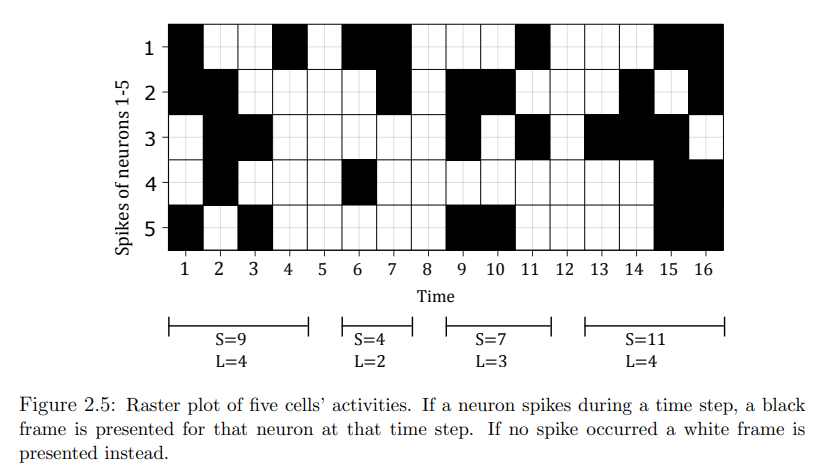 Spikes of neurons 1-5
1
2
3
4
5
1 2 3 4 5 6 7 8 9 10 11 12 13 14 15 16
Time
S=9 S=4 S=7 S=11
L=4 L=2 L=3 L=4
Figure 2.5: Raster plot of five cells' activities. If a neuron spikes during a time step, a black
frame is presented for that neuron at that time step. If no spike occurred a white frame is
presented instead.